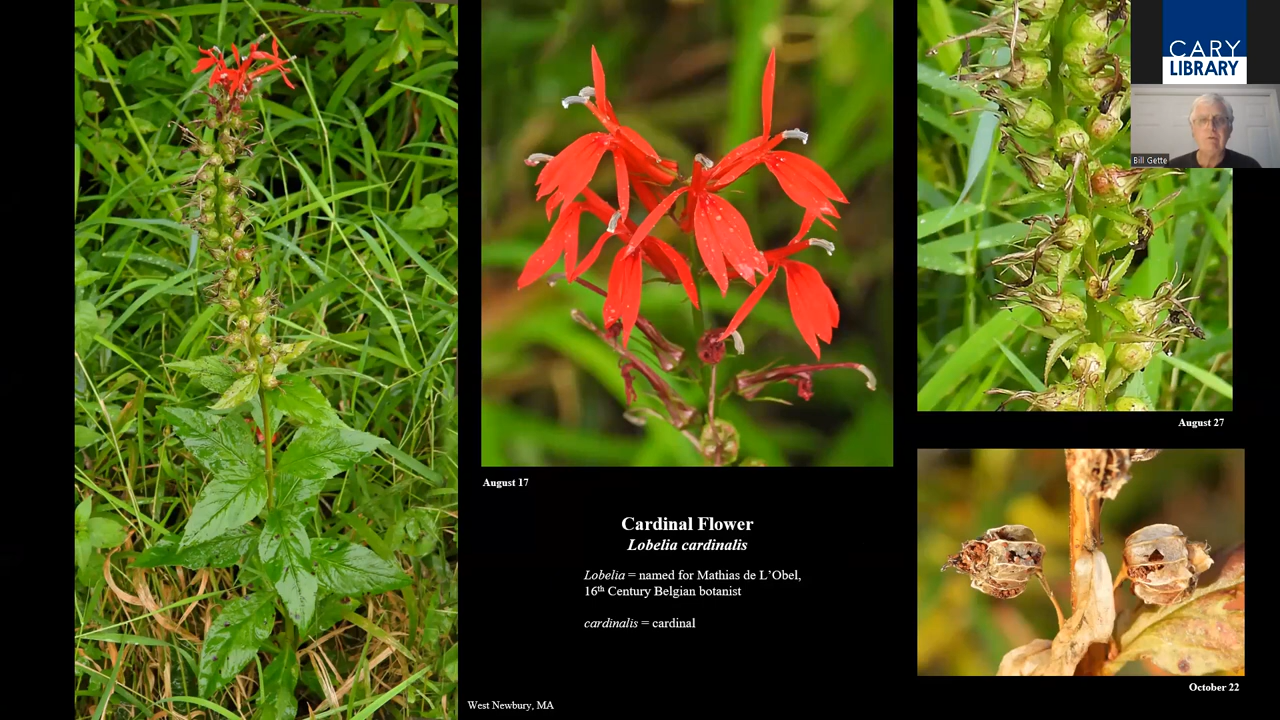 CARY
LIBRARY
Bill Gette
August 27
August 17
Cardinal Flower
Lobelia cardinalis
Lobelia = named for Mathias de L’Obel,
16th Century Belgian botanist
cardinalis = cardinal
October 22
West Newbury, MA